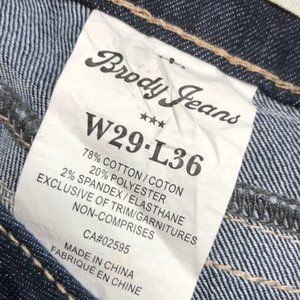 Brody Jeans
W29-L36
78% COTTON / COTON
20% POLYESTER
2% SPANDEX / ELASTHANE
EXCLUSIVE OF TRIM/GARNITURES
NON-COMPRISES
CA#02595
MADE IN CHINA
FABRIQUE EN CHINE